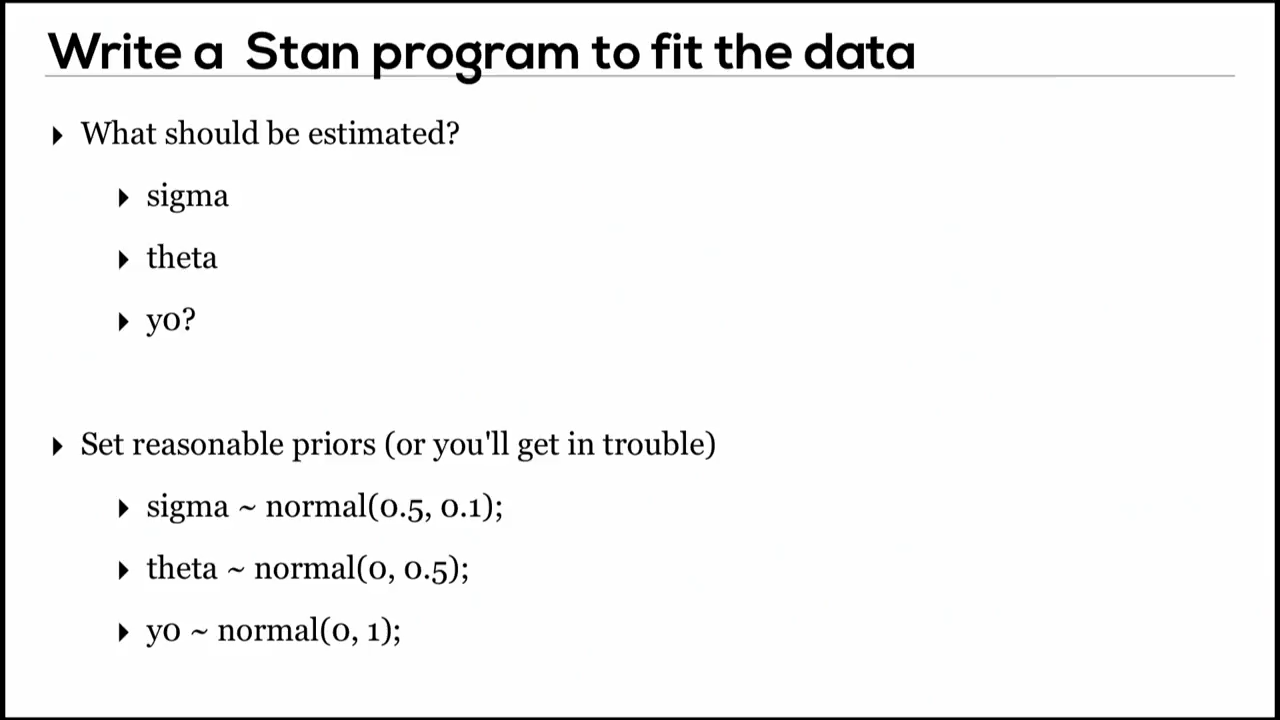 Write a  Stan program to fit the data
What should be estimated?
sigma
theta
y0?
Set reasonable priors (or you'll get in trouble)
sigma ~ normal(0.5, 0.1);
theta ~ normal(0, 0.5);
y0 ~ normal(0, 1);